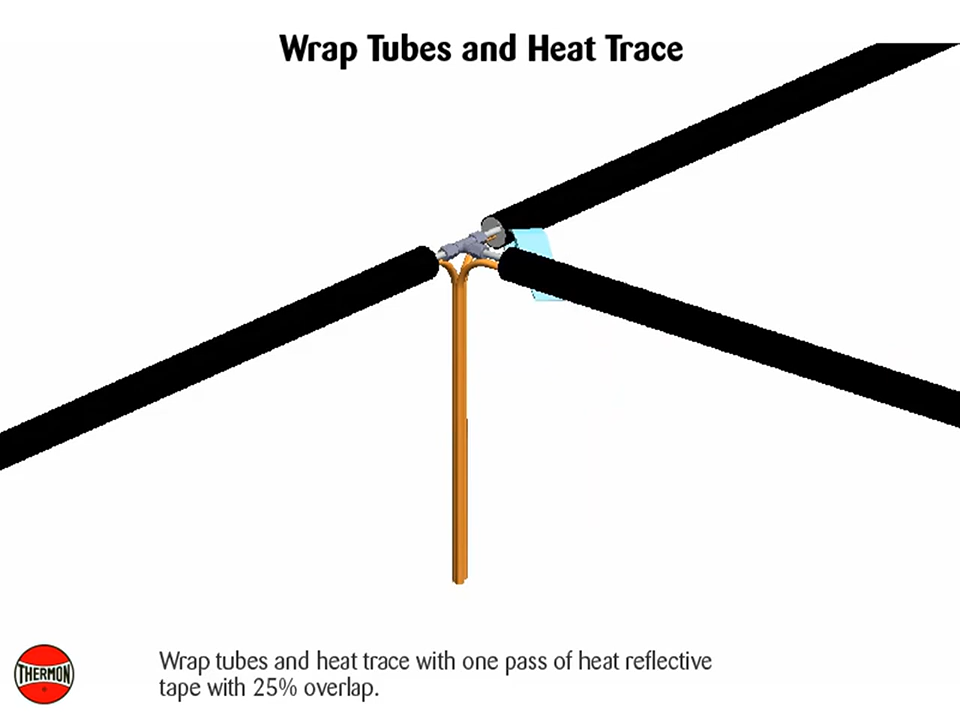 Wrap Tubes and Heat Trace
THERMON
Wrap tubes and heat trace with one pass of heat reflective
tape with 25% overlap.